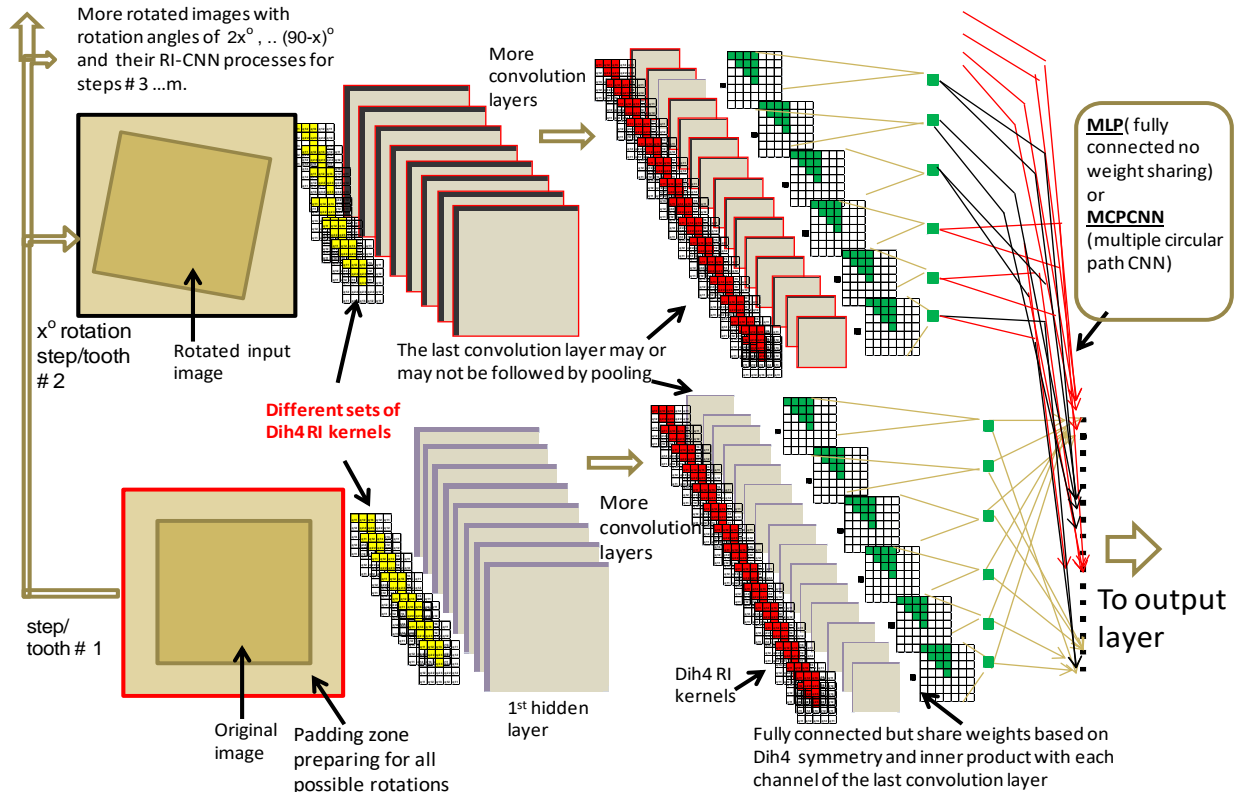 More rotated images with
rotation angles of 2xº , .. (90-x)º
and their RI-CNN processes for
steps # 3 ...m.
More
convolution
layers
MLP( fully
connected no
weight sharing)
or
MCPCNN
(multiple circular
path CNN)
xº rotation
step/tooth
# 2
Rotated input
image
The last convolution layer may or
may not be followed by pooling
Different sets of
Dih4 RI kernels
More
convolution
layers
step/
tooth # 1
Original
image
Padding zone
preparing for all
possible rotations
1st hidden
layer
Dih4 RI
kernels
To output
layer
Fully connected but share weights based on
Dih4 symmetry and inner product with each
channel of the last convolution layer